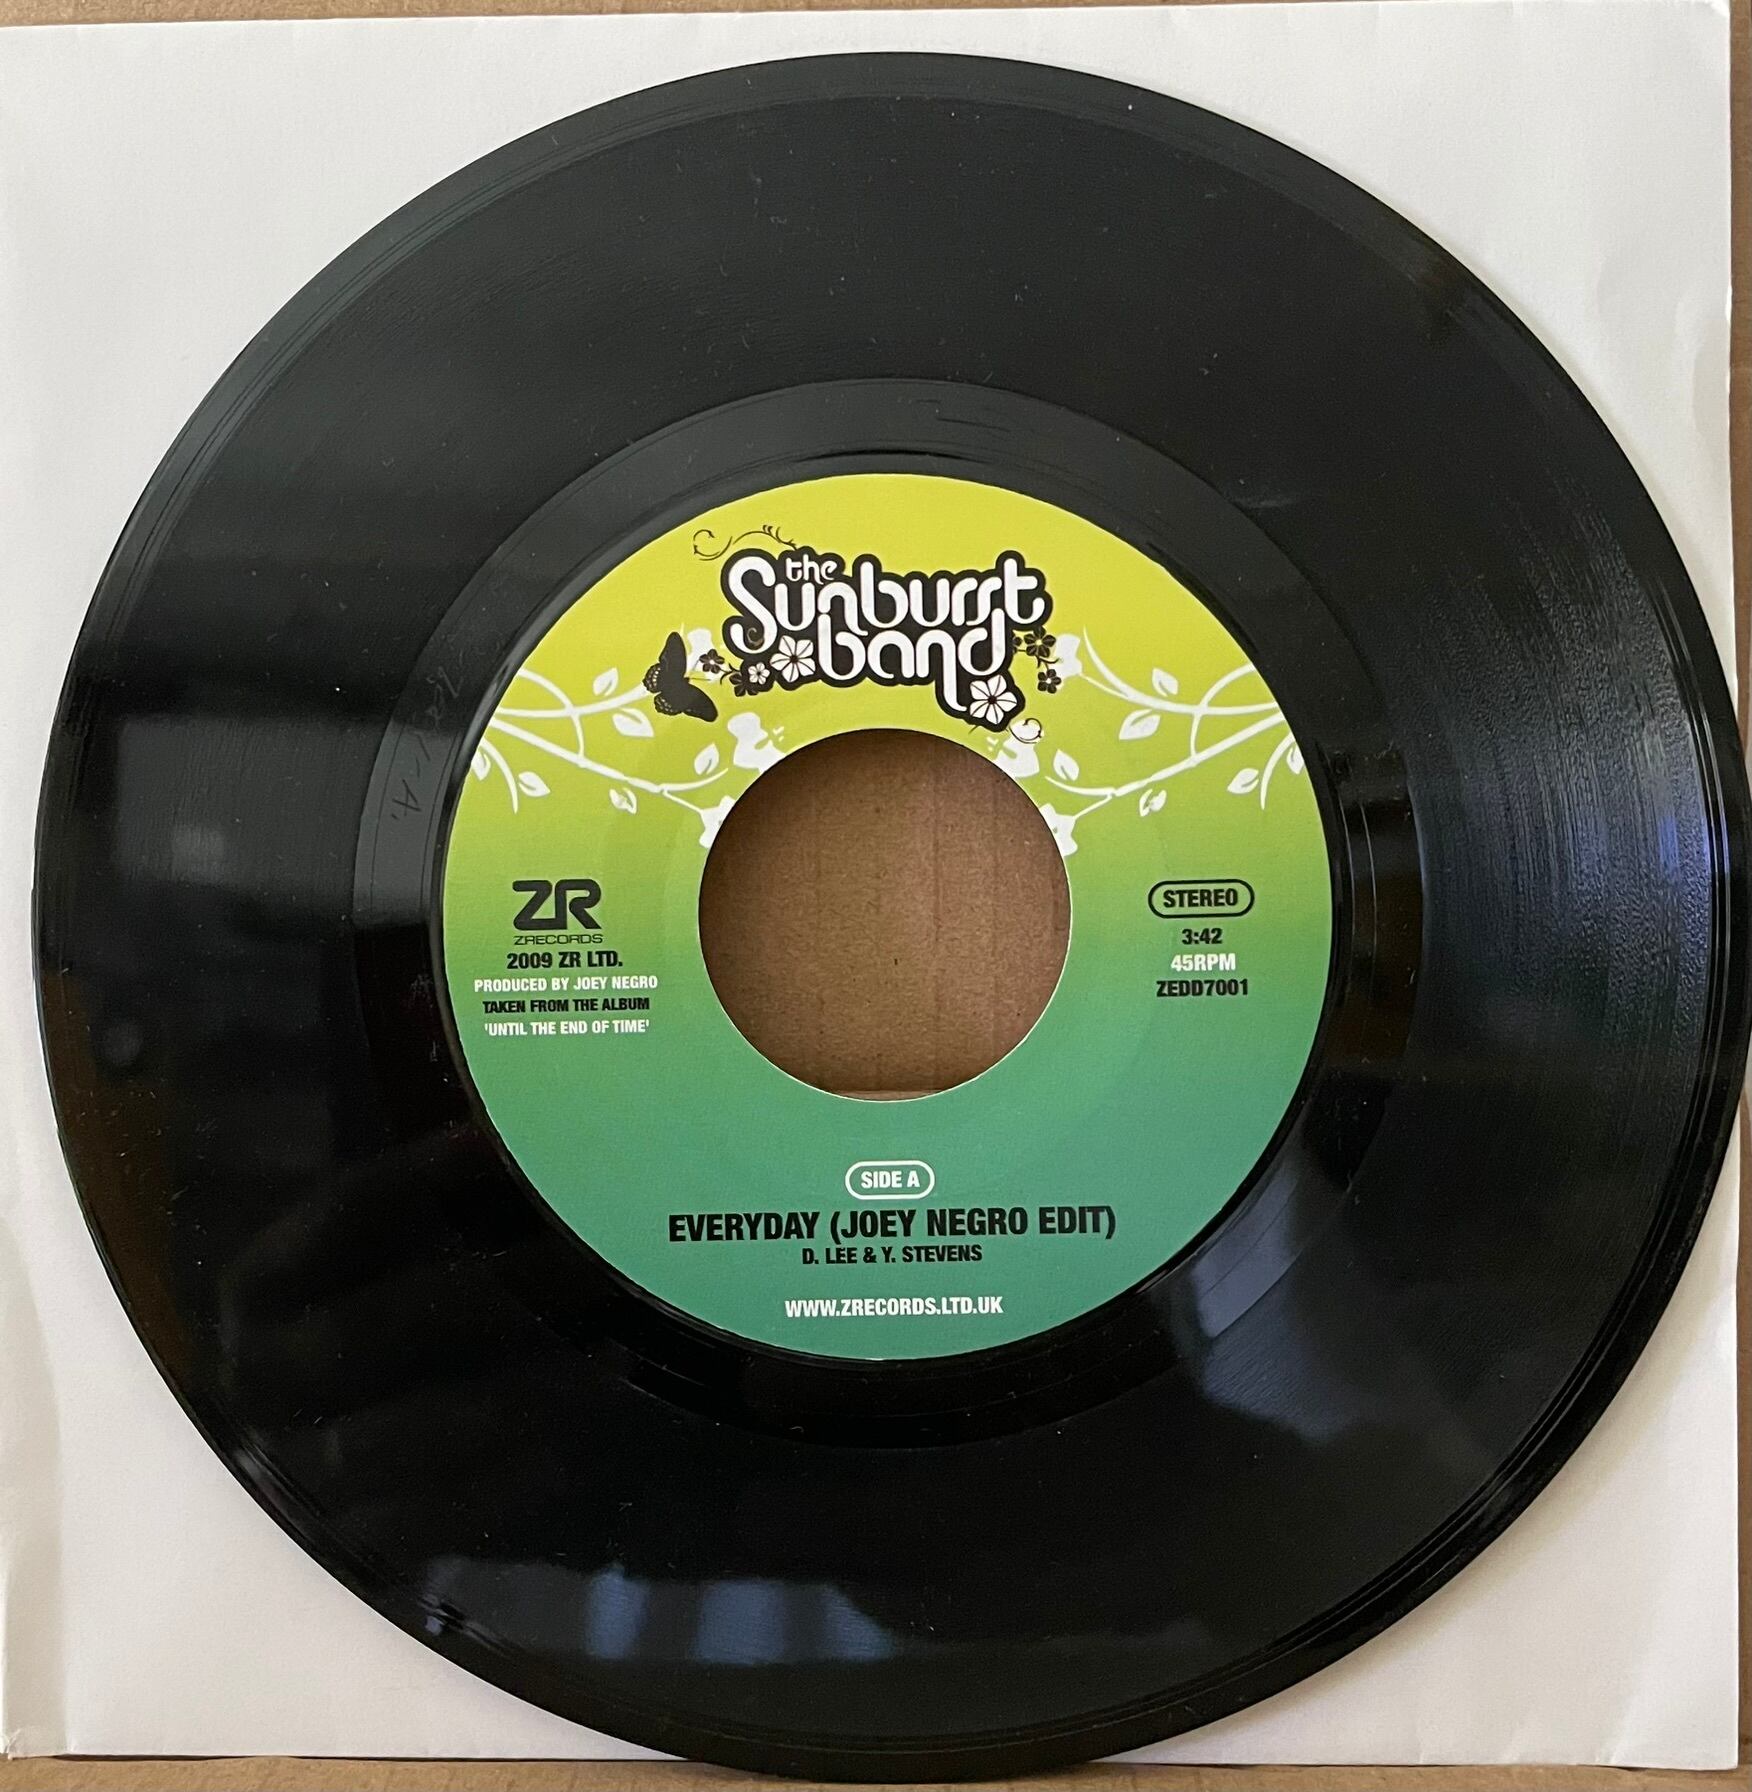 the
Sunburst
band
ZR
ZRECORDS
2009 ZR LTD.
PRODUCED BY JOEY NEGRO
TAKEN FROM THE ALBUM
'UNTIL THE END OF TIME'
STEREO
3:42
45RPM
ZEDD7001
SIDE A
EVERYDAY (JOEY NEGRO EDIT)
D. LEE & Y. STEVENS
WWW.ZRECORDS.LTD.UK